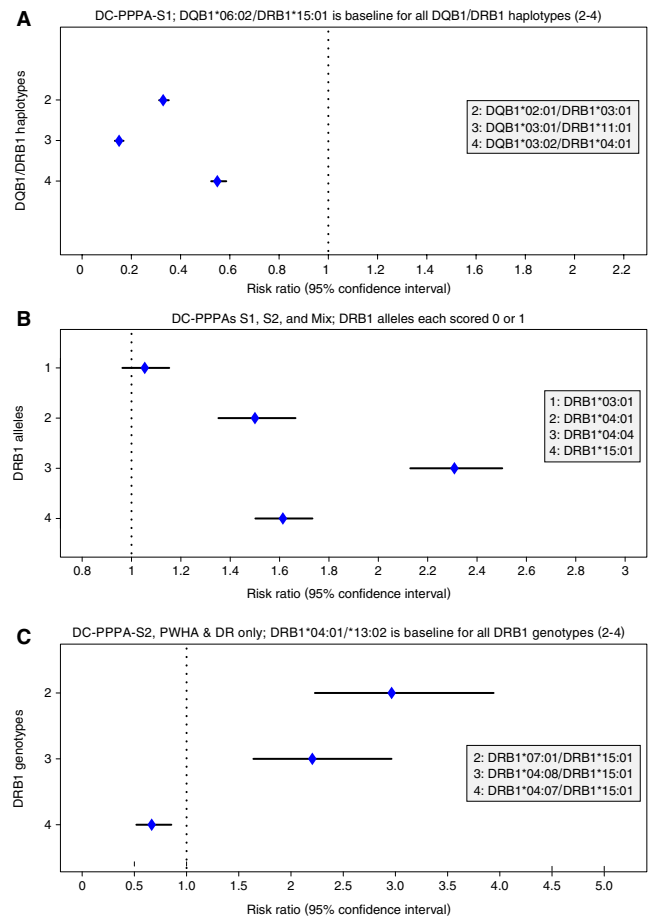 A
DC-PPPA-S1; DQB1*06:02/DRB1*15:01 is baseline for all DQB1/DRB1 haplotypes (2-4)
DQB1/DRB1 haplotypes
2
3
4
2: DQB1*02:01/DRB1*03:01
3: DQB1*03:01/DRB1*11:01
4: DQB1*03:02/DRB1*04:01
0 0.2 0.4 0.6 0.8 1 1.2 1.4 1.6 1.8 2 2.2
Risk ratio (95% confidence interval)
B
DC-PPPAs S1, S2, and Mix; DRB1 alleles each scored 0 or 1
DRB1 alleles
1
2
3
4
1: DRB1*03:01
2: DRB1*04:01
3: DRB1*04:04
4: DRB1*15:01
0.8 1 1.2 1.4 1.6 1.8 2 2.2 2.4 2.6 2.8 3
Risk ratio (95% confidence interval)
C
DC-PPPA-S2, PWHA & DR only; DRB1*04:01/*13:02 is baseline for all DRB1 genotypes (2-4)
DRB1 genotypes
2
3
4
2: DRB1*07:01/DRB1*15:01
3: DRB1*04:08/DRB1*15:01
4: DRB1*04:07/DRB1*15:01
0 0.5 1.0 1.5 2 2.5 3.0 3.5 4.0 4.5 5.0
Risk ratio (95% confidence interval)